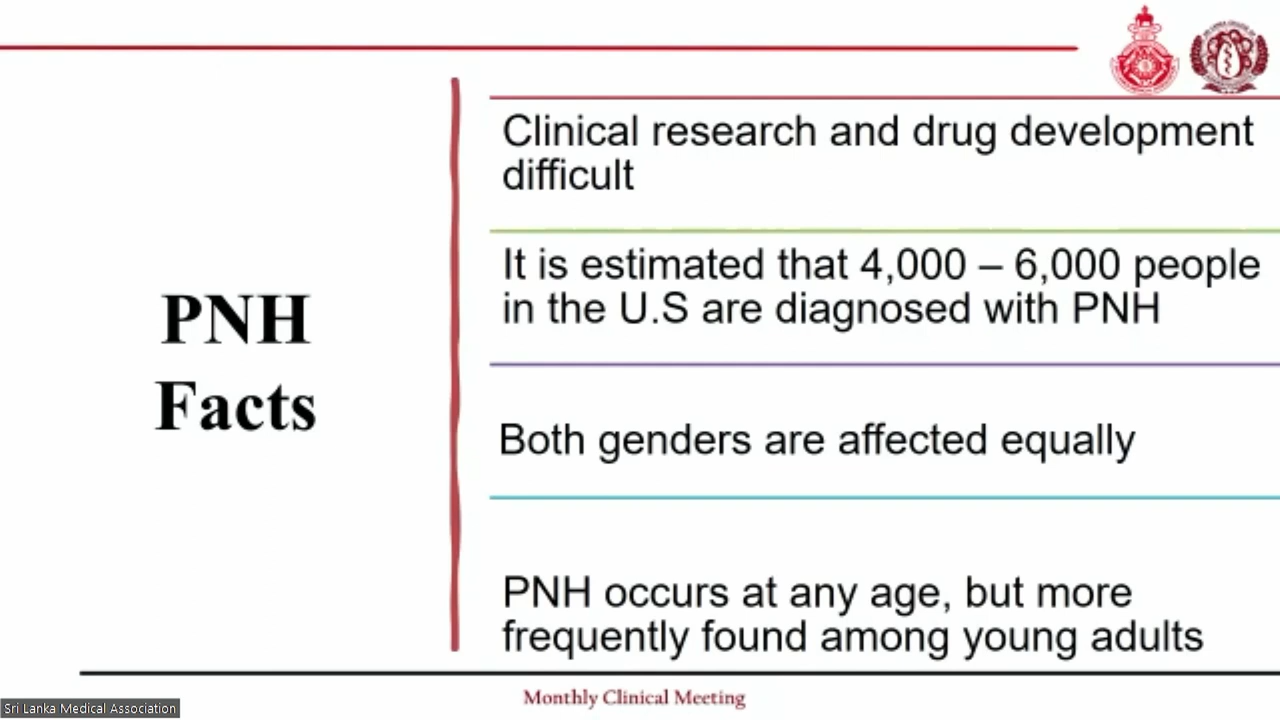 PNH
Facts
Clinical research and drug development
difficult
It is estimated that 4,000 – 6,000 people
in the U.S are diagnosed with PNH
Both genders are affected equally
PNH occurs at any age, but more
frequently found among young adults
Monthly Clinical Meeting
Sri Lanka Medical Association